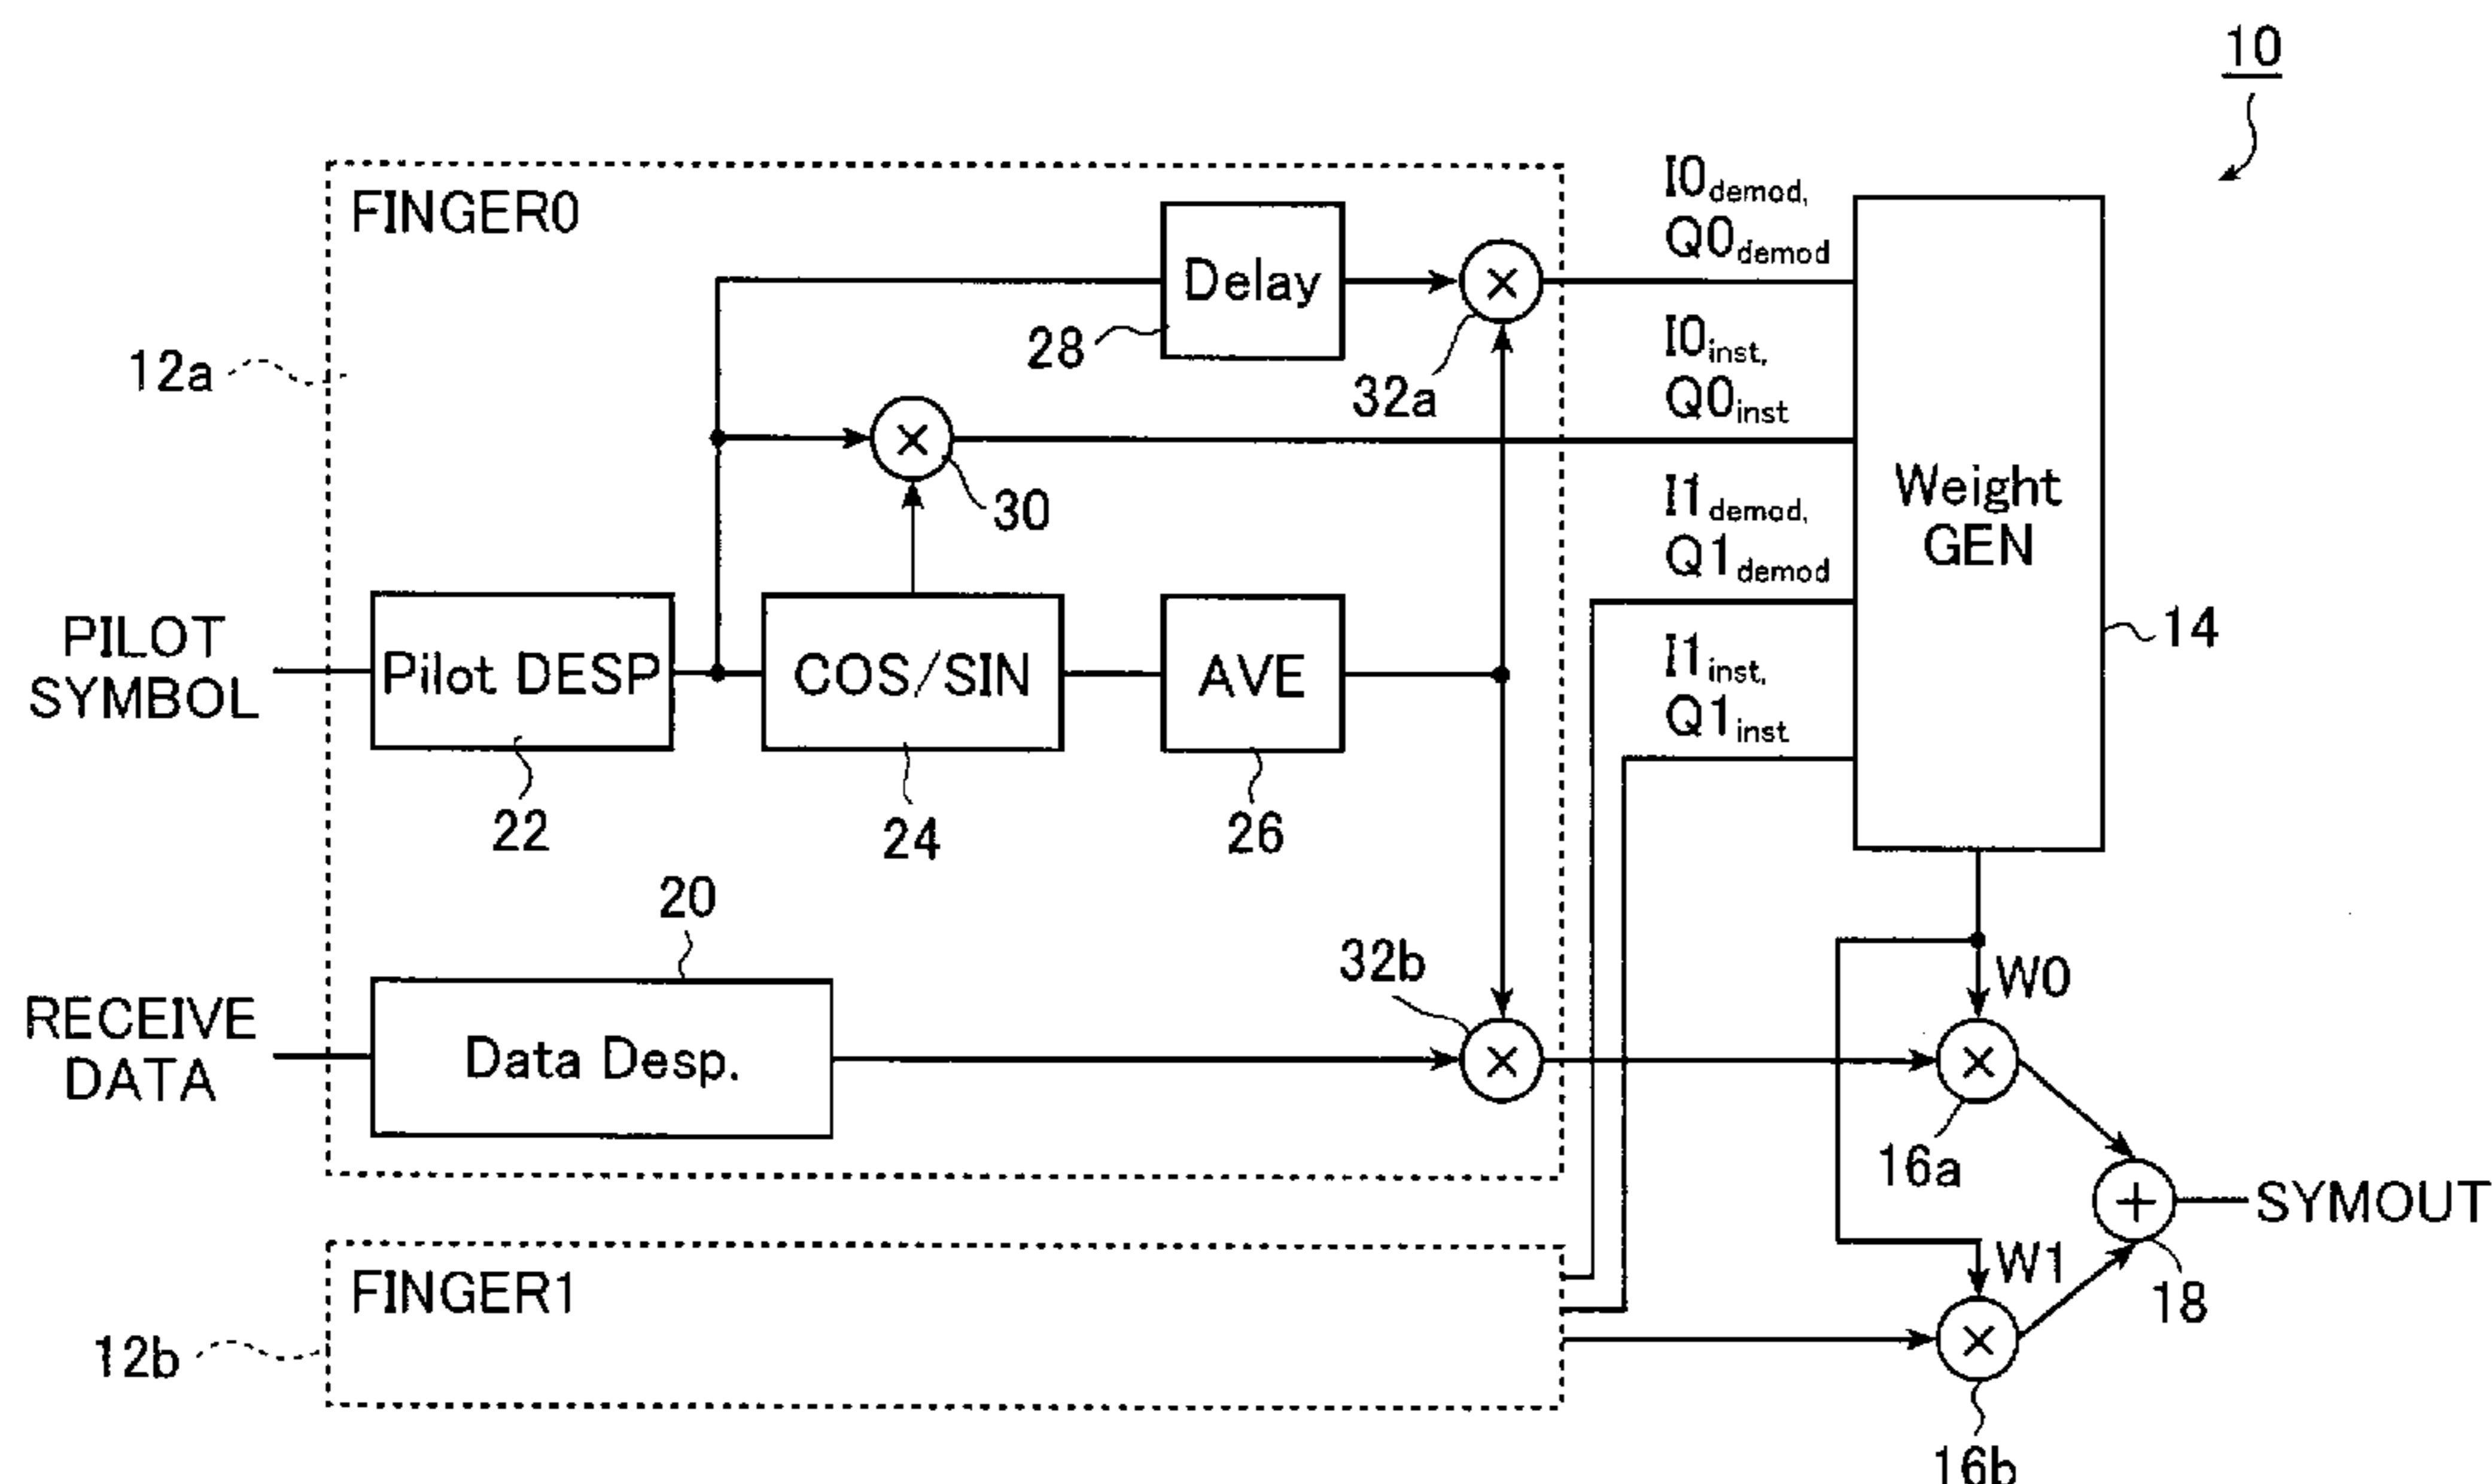 10
I0demod,
Q0demod
FINGER0
Delay
28
32a
12a
I0inst,
Q0inst
30
I1demod,
Q1demod
Weight
GEN
14
PILOT
SYMBOL
Pilot DESP
COS/SIN
AVE
I1inst,
Q1inst
22
24
26
20
32b
W0
RECEIVE
DATA
Data Desp.
16a
SYMOUT
FINGER1
W1
18
12b
16b